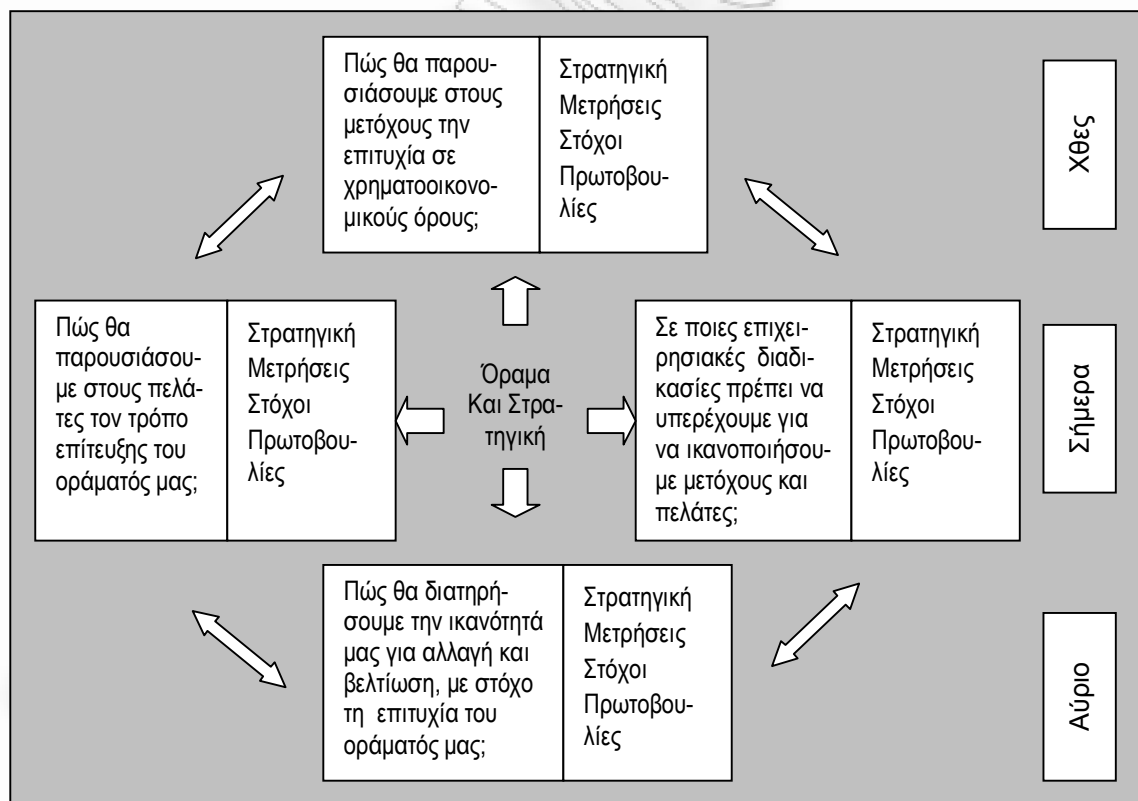 Πώς θα παρου-
σιάσουμε στους
μετόχους την
επιτυχία σε
χρηματοοικονο-
μικούς όρους;
Στρατηγική
Μετρήσεις
Στόχοι
Πρωτοβου-
λίες
Χθες
Πώς θα
παρουσιάσου-
με στους πελά-
τες τον τρόπο
επίτευξης του
οράματός μας;
Στρατηγική
Μετρήσεις
Στόχοι
Πρωτοβου-
λίες
Όραμα
Και Στρα-
τηγική
Σε ποιες επιχει-
ρησιακές διαδι-
κασίες πρέπει να
υπερέχουμε για
να ικανοποιήσου-
με μετόχους και
πελάτες;
Στρατηγική
Μετρήσεις
Στόχοι
Πρωτοβου-
λίες
Σήμερα
Πώς θα διατηρή-
σουμε την ικανότητά
μας για αλλαγή και
βελτίωση, με στόχο
τη επιτυχία του
οράματός μας;
Στρατηγική
Μετρήσεις
Στόχοι
Πρωτοβου-
λίες
Αύριο